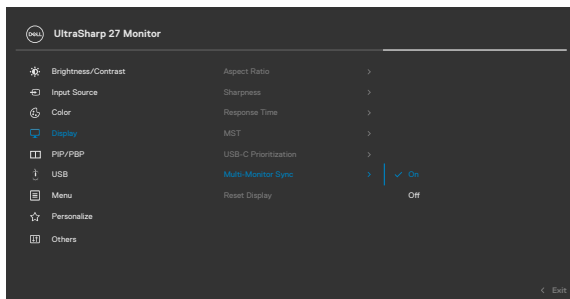 DELL UltraSharp 27 Monitor
Brightness/Contrast Aspect Ratio >
Input Source Sharpness >
Color Response Time >
Display MST >
PIP/PBP USB-C Prioritization >
USB Multi-Monitor Sync > ✓ On
Menu Reset Display Off
Personalize
Others
< Exit